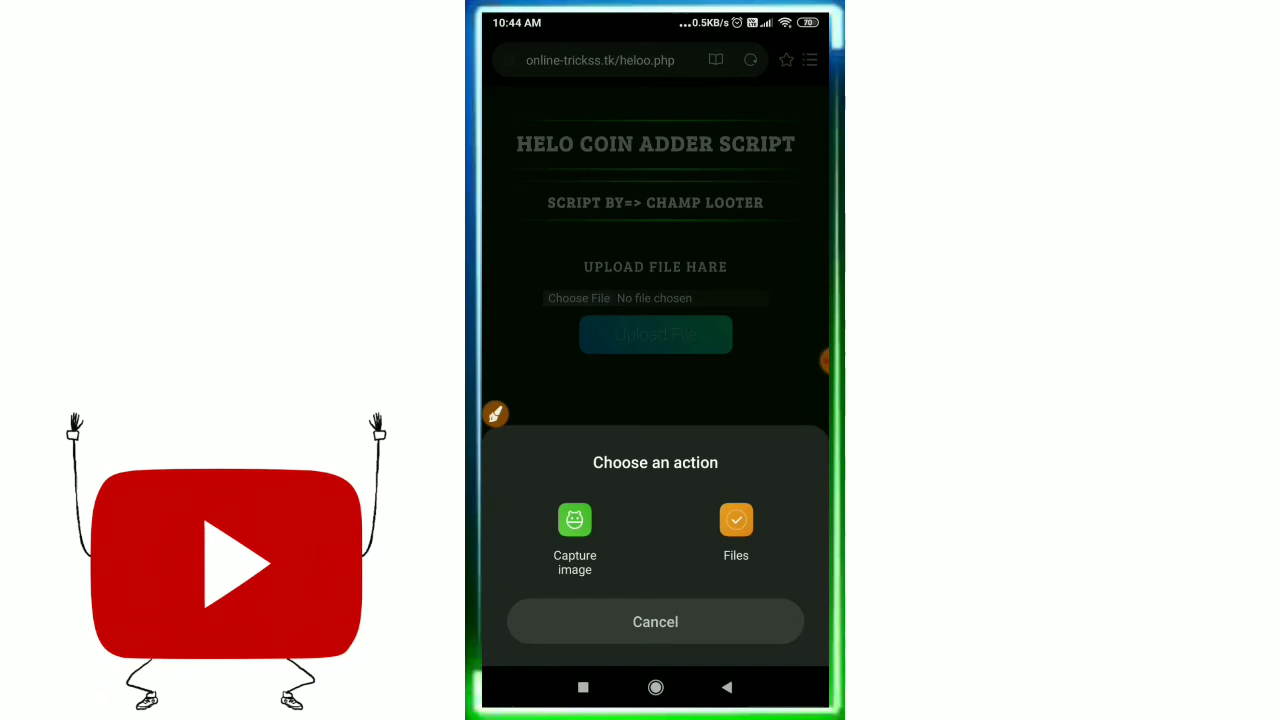 10:44 AM
...0.5KB/s
70
online-trickss.tk/heloo.php
HELO COIN ADDER SCRIPT
SCRIPT BY=> CHAMP LOOTER
UPLOAD FILE HARE
Choose File No file chosen
Upload File
Choose an action
Capture image
Files
Cancel